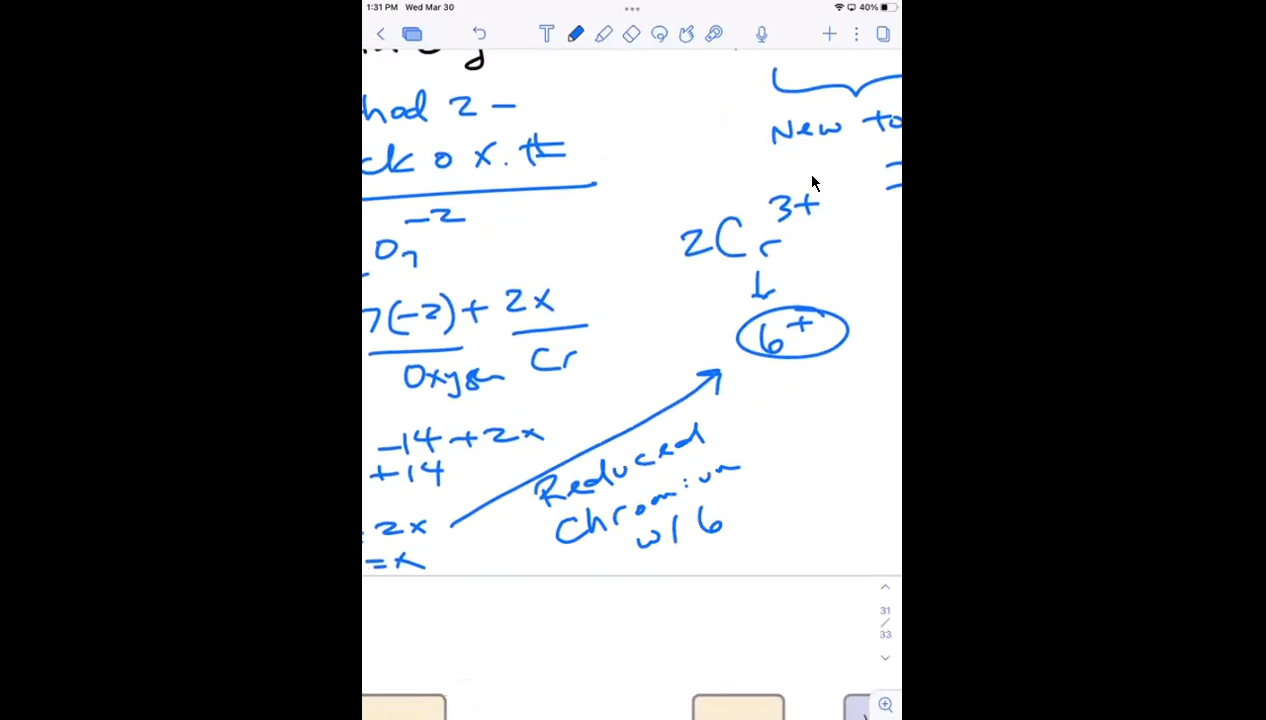 1:31 PM Wed Mar 30
40%
hod 2 -
ck ox. #
-2
O7
7(-2) + 2x
Oxygen Cr
-14 + 2x
+14
2x
= x
New to
=
2Cr 3+
↓
6+
Reduced
Chromium
w/ 6
31
/
33